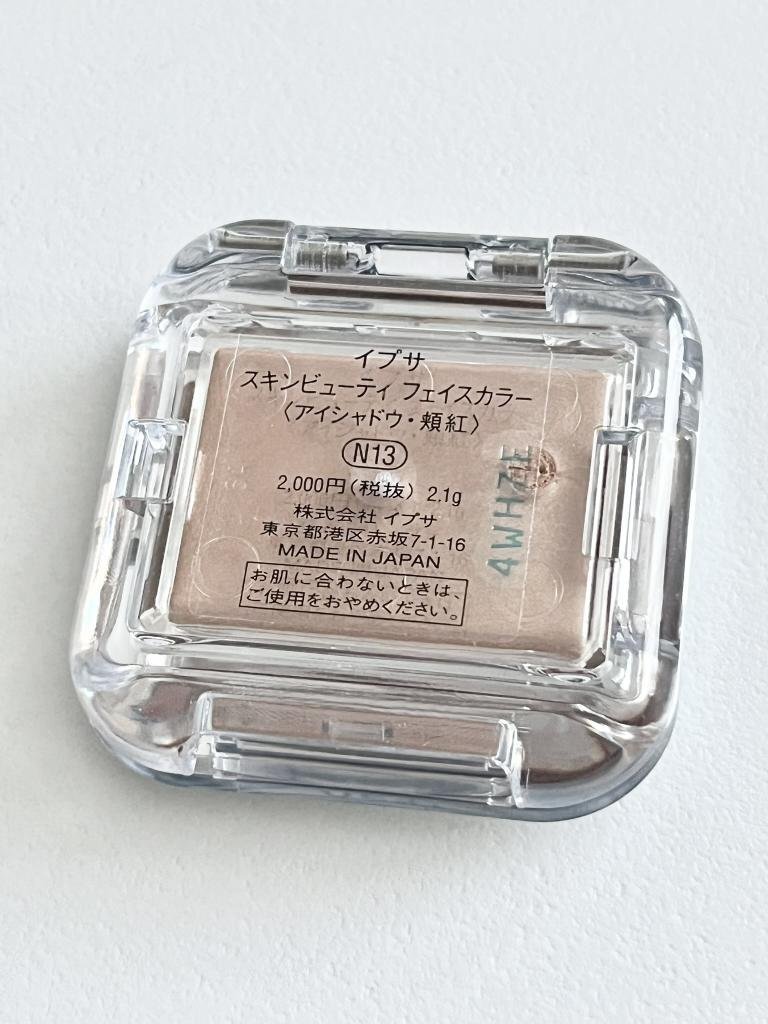 イプサ
スキンビューティ フェイスカラー
〈アイシャドウ・頬紅〉
N13
2,000円(税抜) 2.1g
株式会社 イプサ
東京都港区赤坂7-1-16
MADE IN JAPAN
お肌に合わないときは、
ご使用をおやめください。